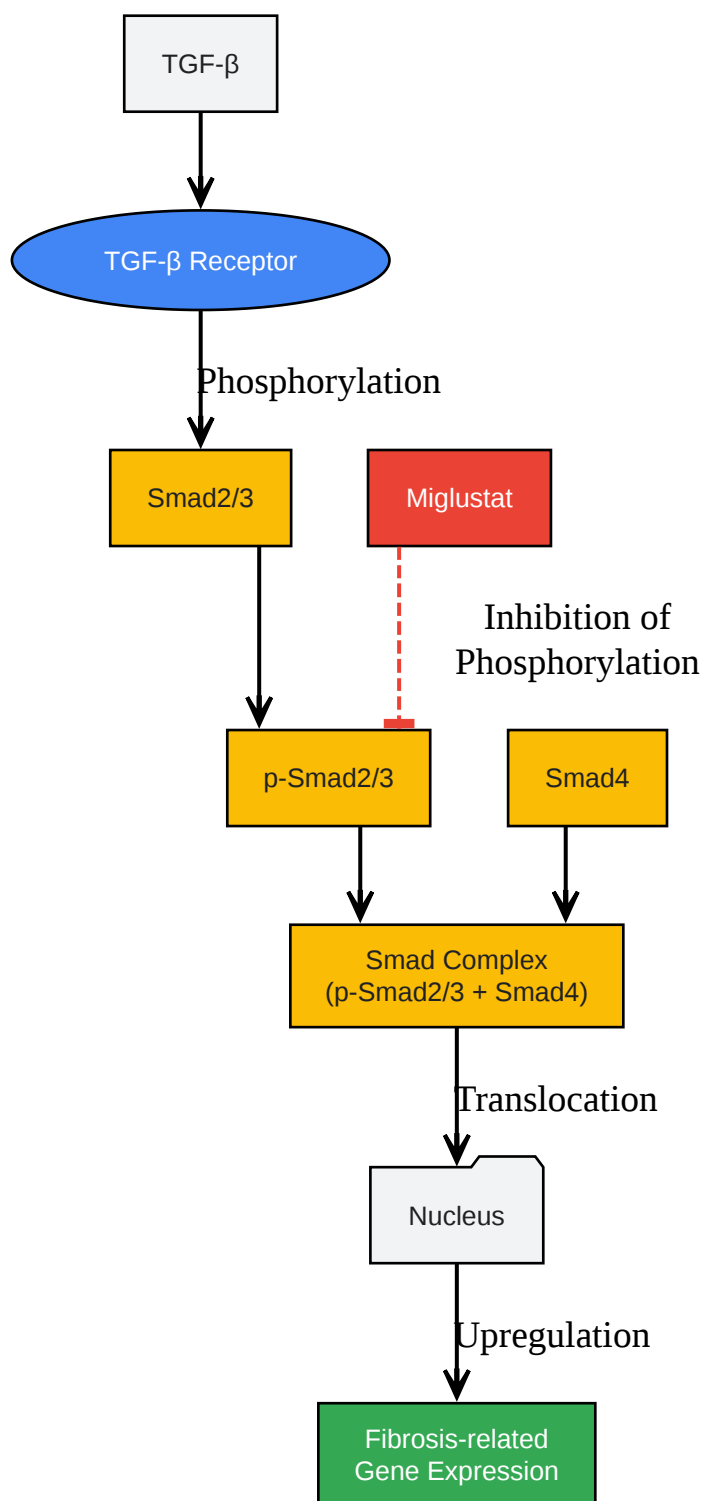 TGF-β
TGF-β Receptor
Phosphorylation
Smad2/3
Miglustat
Inhibition of
Phosphorylation
p-Smad2/3
Smad4
Smad Complex
(p-Smad2/3 + Smad4)
Translocation
Nucleus
Upregulation
Fibrosis-related
Gene Expression